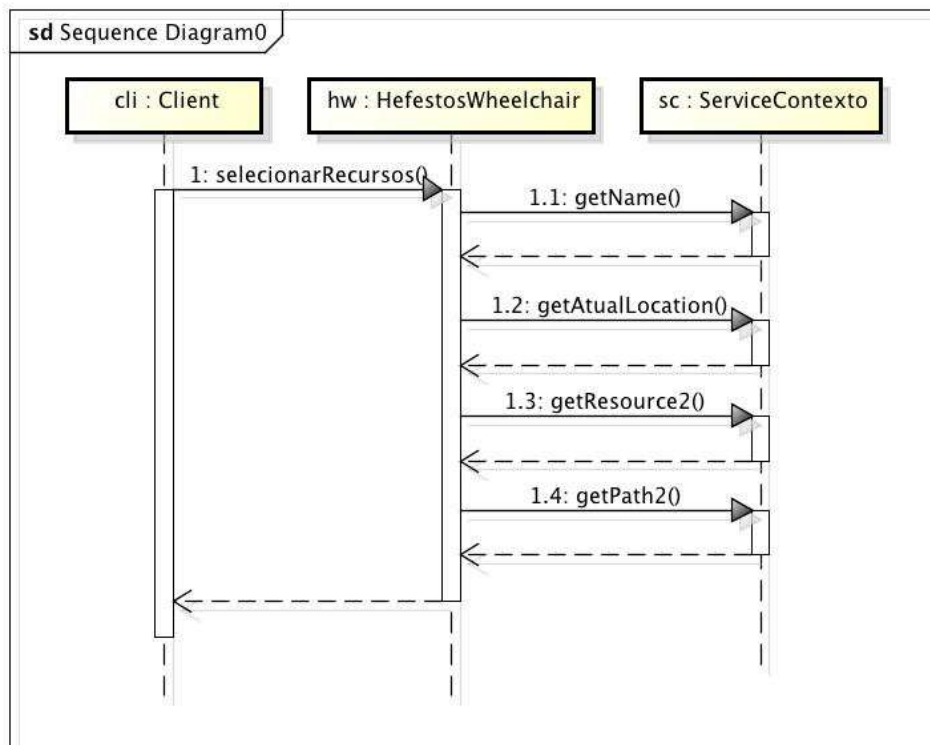 sd Sequence Diagram0
cli : Client
hw : HefestosWheelchair
sc : ServiceContexto
1: selecionarRecursos()
1.1: getName()
1.2: getAtualLocation()
1.3: getResource2()
1.4: getPath2()